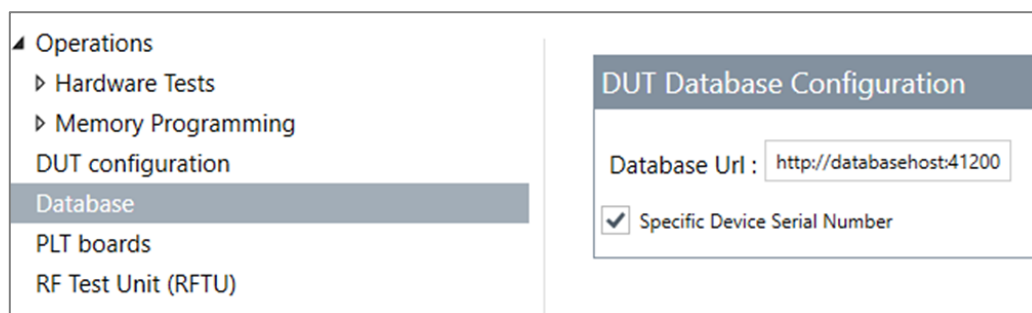 Operations
Hardware Tests
Memory Programming
DUT configuration
Database
PLT boards
RF Test Unit (RFTU)
DUT Database Configuration
Database Url : http://databasehost:41200
Specific Device Serial Number